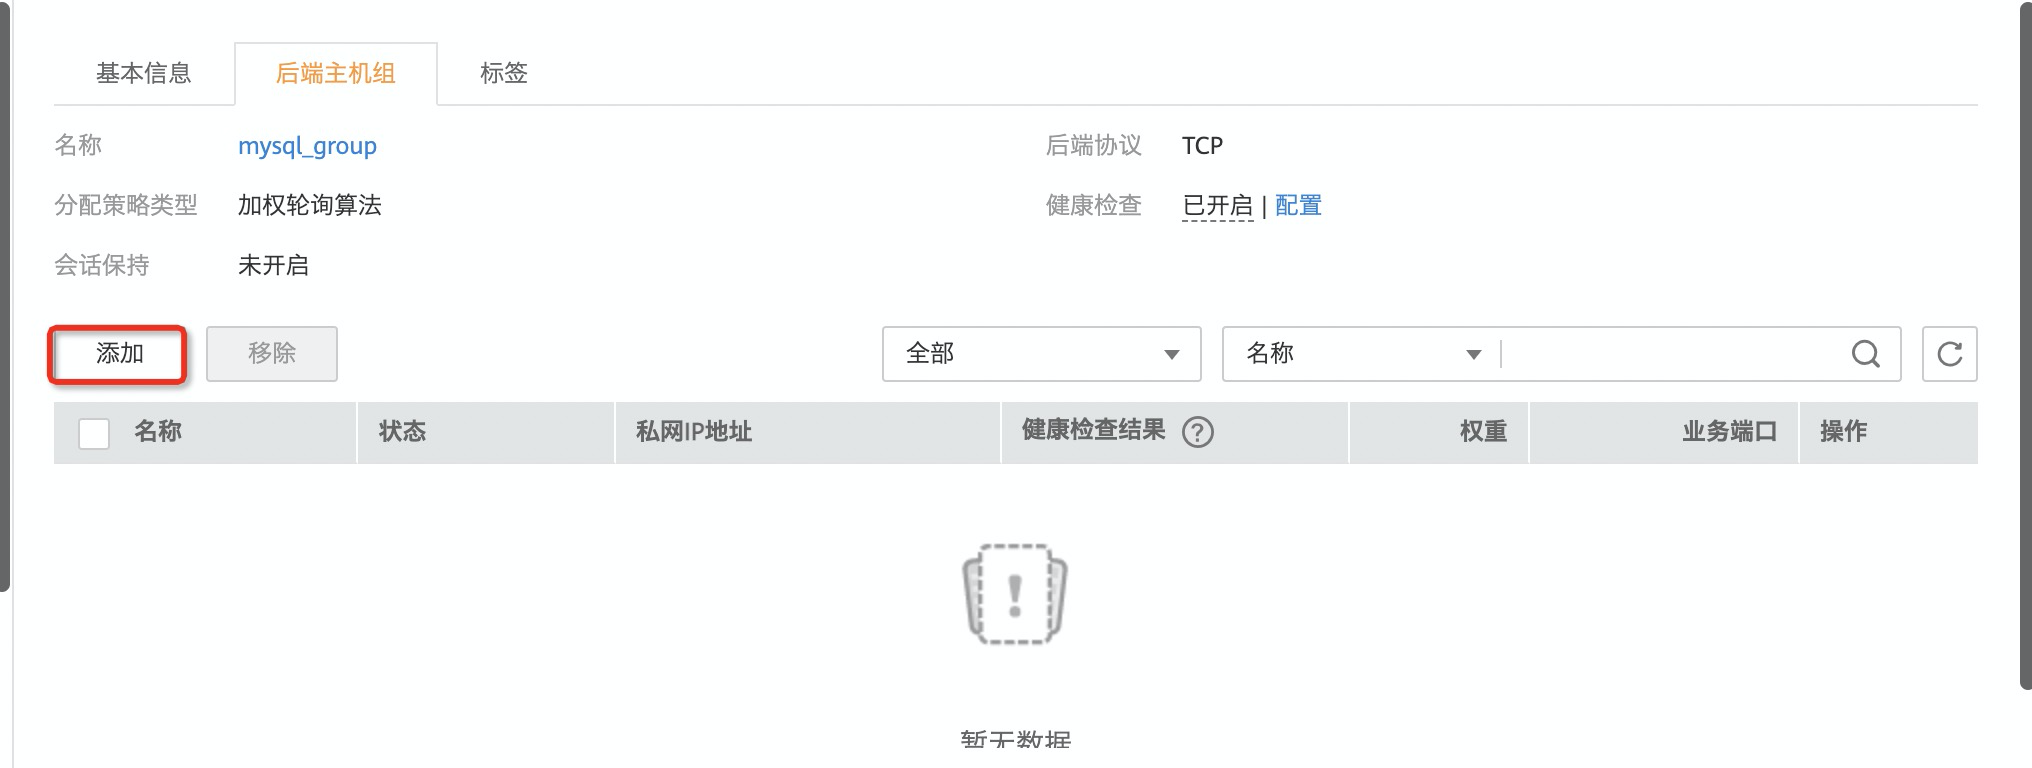 基本信息 后端主机组 标签
名称 mysql_group 后端协议 TCP
分配策略类型 加权轮询算法 健康检查 已开启 | 配置
会话保持 未开启
添加 移除 全部 名称
名称 状态 私网IP地址 健康检查结果 ? 权重 业务端口 操作
暂无数据